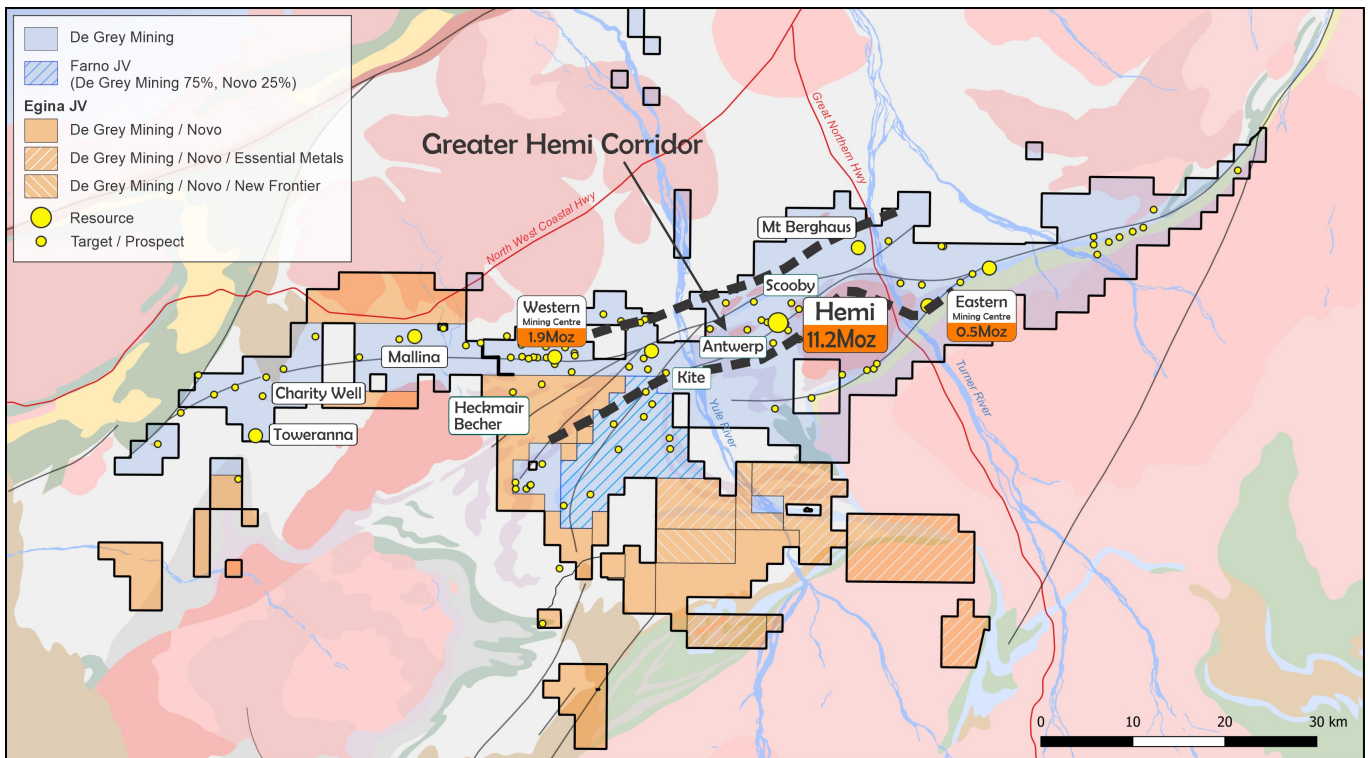 De Grey Mining
Farno JV
(De Grey Mining 75%, Novo 25%)
Egina JV
De Grey Mining / Novo
De Grey Mining / Novo / Essential Metals
De Grey Mining / Novo / New Frontier
Resource
Target / Prospect
Greater Hemi Corridor
North West Coastal Hwy
Great Northern Hwy
Mt Berghaus
Scooby
Western
Mining Centre
1.9Moz
Hemi
11.2Moz
Eastern
Mining Centre
0.5Moz
Mallina
Antwerp
Kite
Charity Well
Heckmair
Becher
Toweranna
Yule River
Turner River
0 10 20 30 km